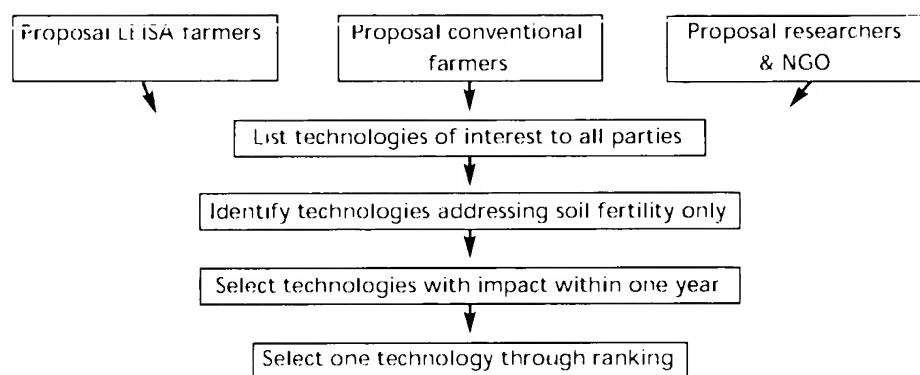 Proposal LEISA farmers
Proposal conventional
farmers
Proposal researchers
& NGO
List technologies of interest to all parties
Identify technologies addressing soil fertility only
Select technologies with impact within one year
Select one technology through ranking